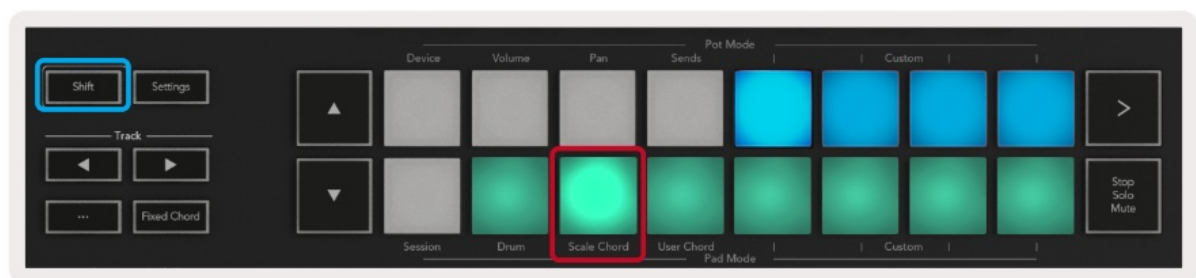 Pot Mode
Device Volume Pan Sends Custom
Shift Settings
Track
... Fixed Chord
Stop
Solo
Mute
Session Drum Scale Chord User Chord Custom
Pad Mode